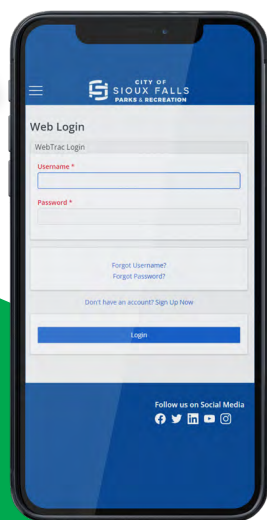 CITY OF
SIOUX FALLS
PARKS & RECREATION
Web Login
WebTrac Login
Username *
Password *
Forgot Username?
Forgot Password?
Don't have an account? Sign Up Now
Login
Follow us on Social Media